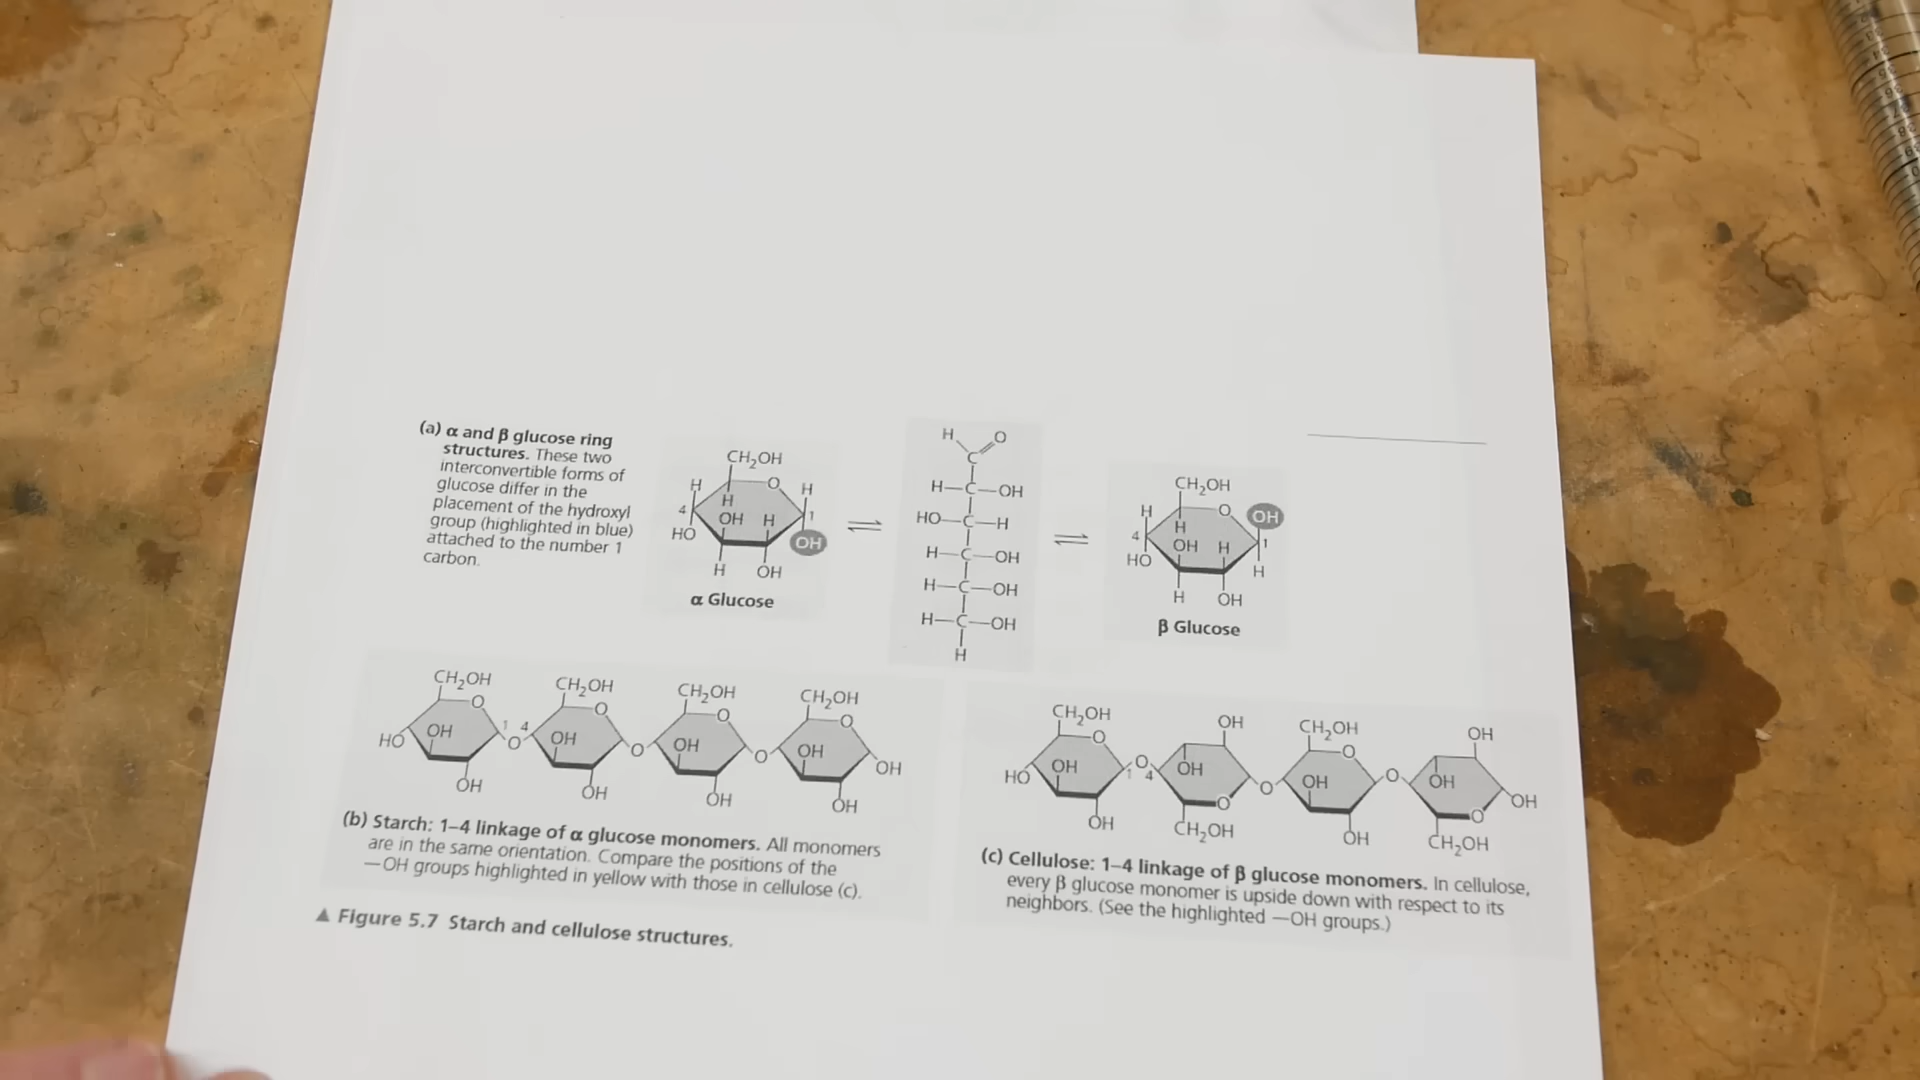 (a) α and β glucose ring
structures. These two
interconvertible forms of
glucose differ in the
placement of the hydroxyl
group (highlighted in blue)
attached to the number 1
carbon.
CH₂OH
H O H
H
4 OH H 1
HO OH
H OH
α Glucose
H O
C
H—C—OH
HO—C—H
H—C—OH
H—C—OH
H—C—OH
H
CH₂OH
H O OH
H
4 OH H 1
HO H
H OH
β Glucose
CH₂OH CH₂OH CH₂OH CH₂OH
O O O O
OH 1 4 OH OH OH
HO O O O OH
OH OH OH OH
(b) Starch: 1–4 linkage of α glucose monomers. All monomers
are in the same orientation. Compare the positions of the
—OH groups highlighted in yellow with those in cellulose (c).
CH₂OH OH CH₂OH OH
O O
OH O OH OH O OH
HO 1 4 O OH
O O
OH CH₂OH OH CH₂OH
(c) Cellulose: 1–4 linkage of β glucose monomers. In cellulose,
every β glucose monomer is upside down with respect to its
neighbors. (See the highlighted —OH groups.)
▲ Figure 5.7 Starch and cellulose structures.